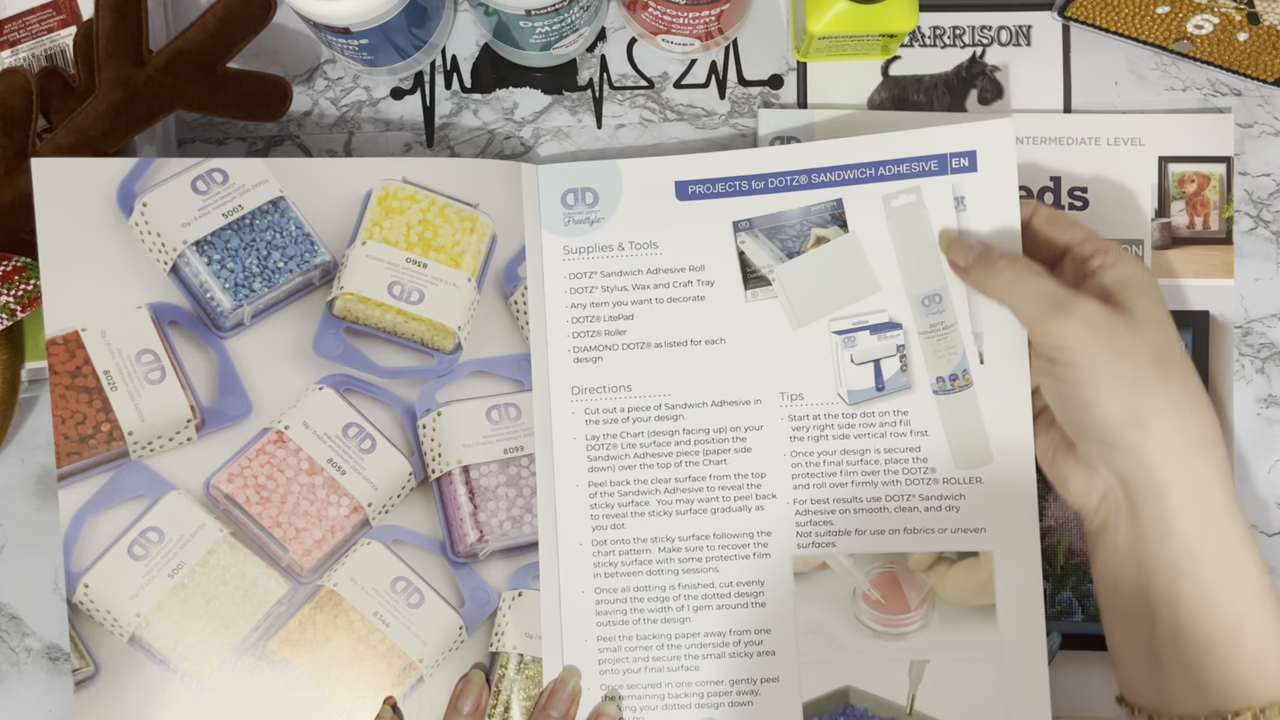 Decoupage
Medium
Glass
HARRISON
INTERMEDIATE LEVEL
eds
ON
5003
8360
8020
8059
8099
5001
6344
DIAMOND DOTZ
Freestyle
PROJECTS for DOTZ® SANDWICH ADHESIVE EN
Supplies & Tools
· DOTZ® Sandwich Adhesive Roll
· DOTZ® Stylus, Wax and Craft Tray
· Any item you want to decorate
· DOTZ® LitePad
· DOTZ® Roller
· DIAMOND DOTZ® as listed for each
design
Directions
· Cut out a piece of Sandwich Adhesive in
the size of your design.
· Lay the Chart (design facing up) on your
DOTZ® Lite surface and position the
Sandwich Adhesive piece (paper side
down) over the top of the Chart.
· Peel back the clear surface from the top
of the Sandwich Adhesive to reveal the
sticky surface. You may want to peel back
to reveal the sticky surface gradually as
you dot.
· Dot onto the sticky surface following the
chart pattern. Make sure to recover the
sticky surface with some protective film
in between dotting sessions.
· Once all dotting is finished, cut evenly
around the edge of the dotted design
leaving the width of 1 gem around the
outside of the design.
· Peel the backing paper away from one
small corner of the underside of your
project and secure the small sticky area
onto your final surface.
· Once secured in one corner, gently peel
the remaining backing paper away,
your dotted design down
Tips
· Start at the top dot on the
very right side row and fill
the right side vertical row first.
· Once your design is secured
on the final surface, place the
protective film over the DOTZ®
and roll over firmly with DOTZ® ROLLER.
· For best results use DOTZ® Sandwich
Adhesive on smooth, clean, and dry
surfaces.
Not suitable for use on fabrics or uneven
surfaces.